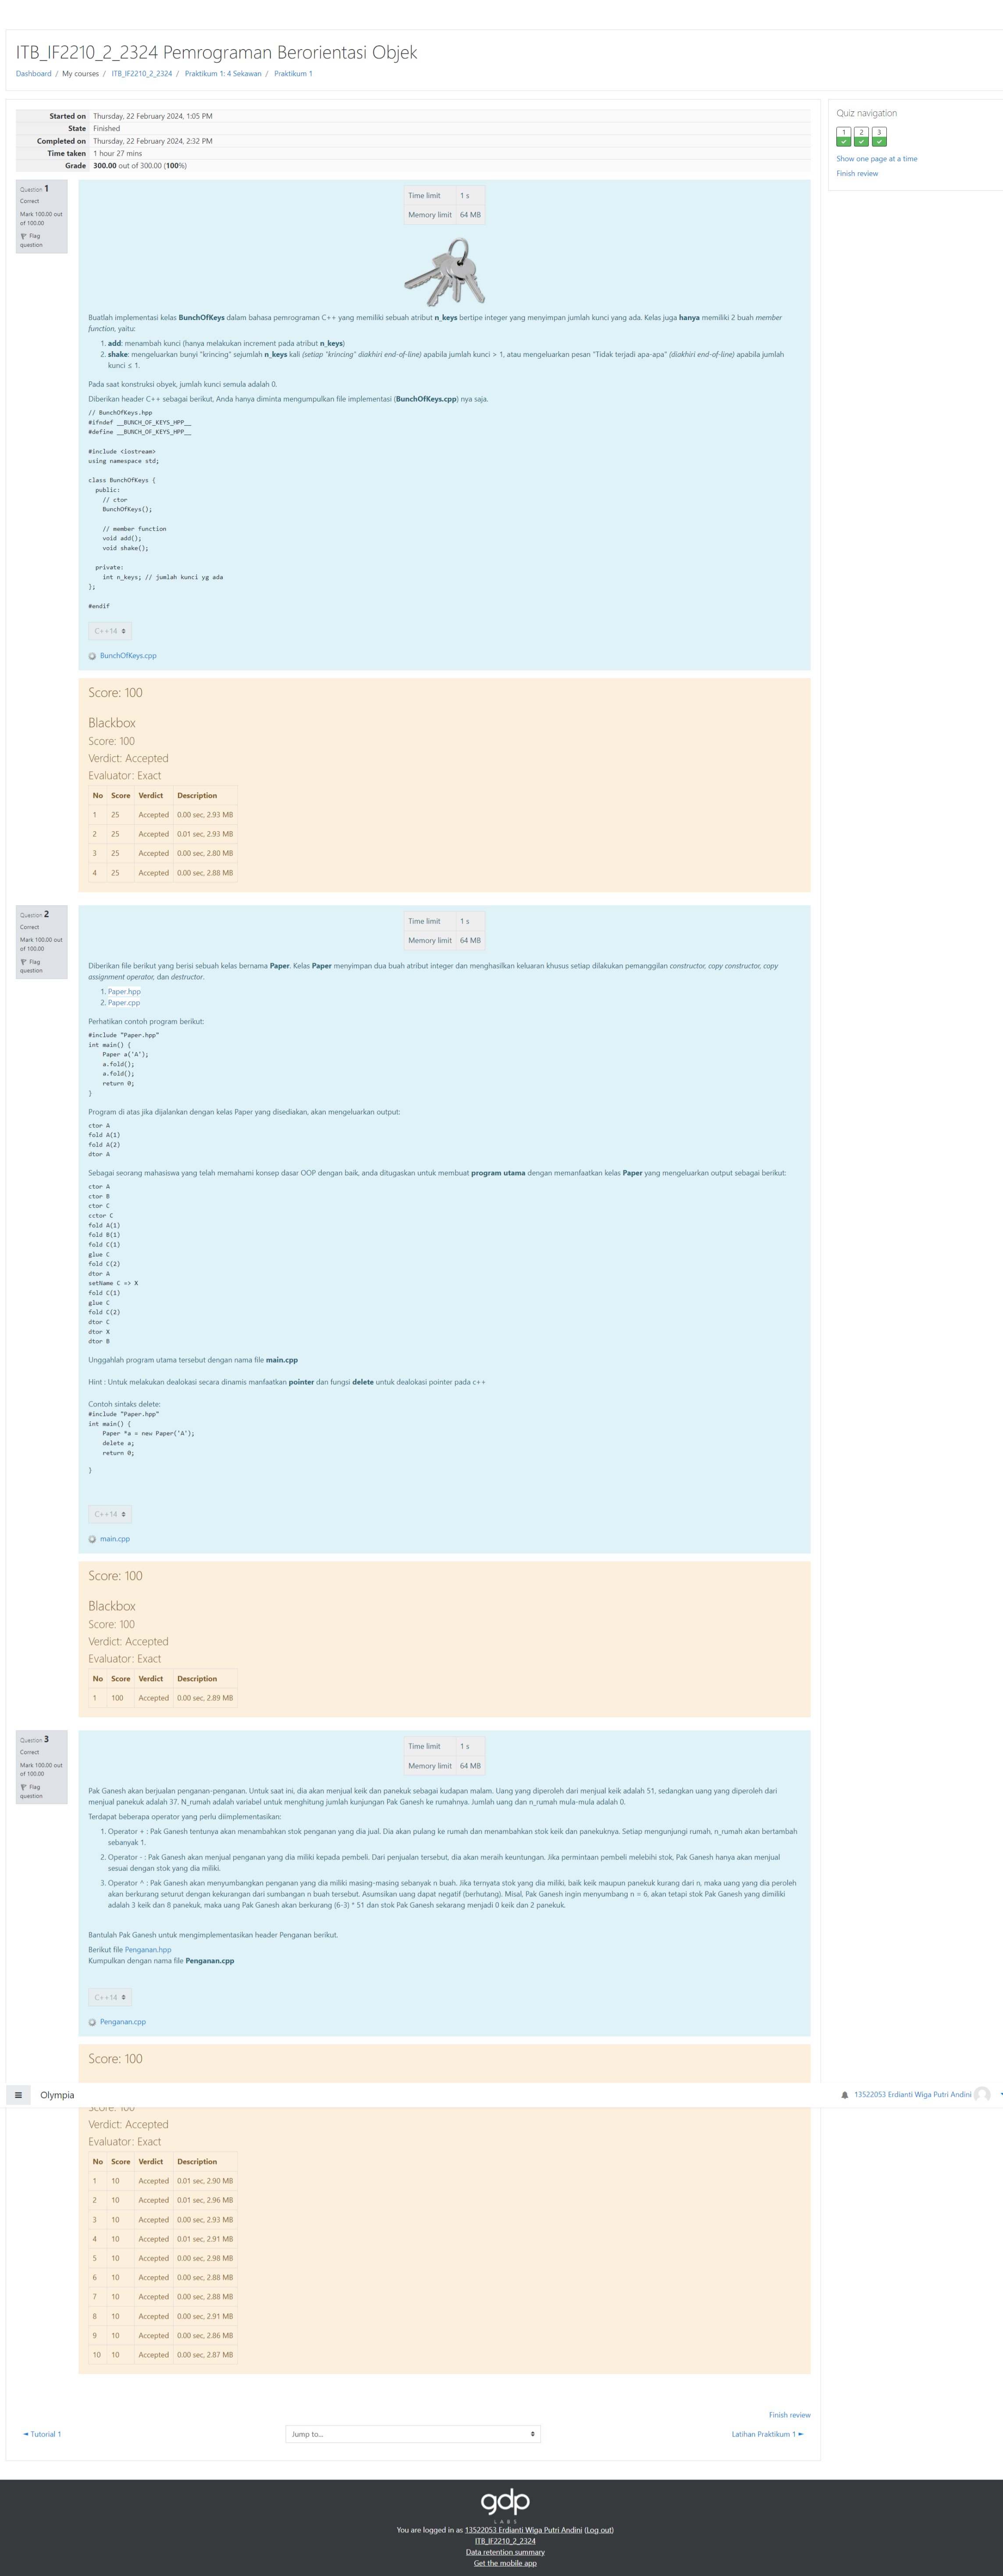 ITB_IF2210_2_2324 Pemrograman Berorientasi Objek
Dashboard / My courses / ITB_IF2210_2_2324 / Praktikum 1: 4 Sekawan / Praktikum 1
Started on Thursday, 22 February 2024, 1:05 PM
State Finished
Completed on Thursday, 22 February 2024, 2:32 PM
Time taken 1 hour 27 mins
Grade 300.00 out of 300.00 (100%)
Quiz navigation
1 2 3
Show one page at a time
Finish review
Question 1
Correct
Mark 100.00 out
of 100.00
Flag
question
Time limit 1 s
Memory limit 64 MB
Buatlah implementasi kelas BunchOfKeys dalam bahasa pemrograman C++ yang memiliki sebuah atribut n_keys bertipe integer yang menyimpan jumlah kunci yang ada. Kelas juga hanya memiliki 2 buah member
function, yaitu:
1. add: menambah kunci (hanya melakukan increment pada atribut n_keys)
2. shake: mengeluarkan bunyi "krincing" sejumlah n_keys kali (setiap "krincing" diakhiri end-of-line) apabila jumlah kunci > 1, atau mengeluarkan pesan "Tidak terjadi apa-apa" (diakhiri end-of-line) apabila jumlah
kunci ≤ 1.
Pada saat konstruksi obyek, jumlah kunci semula adalah 0.
Diberikan header C++ sebagai berikut, Anda hanya diminta mengumpulkan file implementasi (BunchOfKeys.cpp) nya saja.
// BunchOfKeys.hpp
#ifndef __BUNCH_OF_KEYS_HPP__
#define __BUNCH_OF_KEYS_HPP__
#include <iostream>
using namespace std;
class BunchOfKeys {
public:
// ctor
BunchOfKeys();
// member function
void add();
void shake();
private:
int n_keys; // jumlah kunci yg ada
};
#endif
C++14
BunchOfKeys.cpp
Score: 100
Blackbox
Score: 100
Verdict: Accepted
Evaluator: Exact
No Score Verdict Description
1 25 Accepted 0.00 sec, 2.93 MB
2 25 Accepted 0.01 sec, 2.93 MB
3 25 Accepted 0.00 sec, 2.80 MB
4 25 Accepted 0.00 sec, 2.88 MB
Question 2
Correct
Mark 100.00 out
of 100.00
Flag
question
Time limit 1 s
Memory limit 64 MB
Diberikan file berikut yang berisi sebuah kelas bernama Paper. Kelas Paper menyimpan dua buah atribut integer dan menghasilkan keluaran khusus setiap dilakukan pemanggilan constructor, copy constructor, copy
assignment operator, dan destructor.
1. Paper.hpp
2. Paper.cpp
Perhatikan contoh program berikut:
#include "Paper.hpp"
int main() {
Paper a('A');
a.fold();
a.fold();
return 0;
}
Program di atas jika dijalankan dengan kelas Paper yang disediakan, akan mengeluarkan output:
ctor A
fold A(1)
fold A(2)
dtor A
Sebagai seorang mahasiswa yang telah memahami konsep dasar OOP dengan baik, anda ditugaskan untuk membuat program utama dengan memanfaatkan kelas Paper yang mengeluarkan output sebagai berikut:
ctor A
ctor B
ctor C
cctor C
fold A(1)
fold B(1)
fold C(1)
glue C
fold C(2)
dtor A
setName C => X
fold C(1)
glue C
fold C(2)
dtor C
dtor X
dtor B
Unggahlah program utama tersebut dengan nama file main.cpp
Hint : Untuk melakukan dealokasi secara dinamis manfaatkan pointer dan fungsi delete untuk dealokasi pointer pada c++
Contoh sintaks delete:
#include "Paper.hpp"
int main() {
Paper *a = new Paper('A');
delete a;
return 0;
}
C++14
main.cpp
Score: 100
Blackbox
Score: 100
Verdict: Accepted
Evaluator: Exact
No Score Verdict Description
1 100 Accepted 0.00 sec, 2.89 MB
Question 3
Correct
Mark 100.00 out
of 100.00
Flag
question
Time limit 1 s
Memory limit 64 MB
Pak Ganesh akan berjualan penganan-penganan. Untuk saat ini, dia akan menjual keik dan panekuk sebagai kudapan malam. Uang yang diperoleh dari menjual keik adalah 51, sedangkan uang yang diperoleh dari
menjual panekuk adalah 37. N_rumah adalah variabel untuk menghitung jumlah kunjungan Pak Ganesh ke rumahnya. Jumlah uang dan n_rumah mula-mula adalah 0.
Terdapat beberapa operator yang perlu diimplementasikan:
1. Operator + : Pak Ganesh tentunya akan menambahkan stok penganan yang dia jual. Dia akan pulang ke rumah dan menambahkan stok keik dan panekuknya. Setiap mengunjungi rumah, n_rumah akan bertambah
sebanyak 1.
2. Operator - : Pak Ganesh akan menjual penganan yang dia miliki kepada pembeli. Dari penjualan tersebut, dia akan meraih keuntungan. Jika permintaan pembeli melebihi stok, Pak Ganesh hanya akan menjual
sesuai dengan stok yang dia miliki.
3. Operator ^ : Pak Ganesh akan menyumbangkan penganan yang dia miliki masing-masing sebanyak n buah. Jika ternyata stok yang dia miliki, baik keik maupun panekuk kurang dari n, maka uang yang dia peroleh
akan berkurang seturut dengan kekurangan dari sumbangan n buah tersebut. Asumsikan uang dapat negatif (berhutang). Misal, Pak Ganesh ingin menyumbang n = 6, akan tetapi stok Pak Ganesh yang dimiliki
adalah 3 keik dan 8 panekuk, maka uang Pak Ganesh akan berkurang (6-3) * 51 dan stok Pak Ganesh sekarang menjadi 0 keik dan 2 panekuk.
Bantulah Pak Ganesh untuk mengimplementasikan header Penganan berikut.
Berikut file Penganan.hpp
Kumpulkan dengan nama file Penganan.cpp
C++14
Penganan.cpp
Score: 100
Olympia
13522053 Erdianti Wiga Putri Andini
Score: 100
Verdict: Accepted
Evaluator: Exact
No Score Verdict Description
1 10 Accepted 0.01 sec, 2.90 MB
2 10 Accepted 0.01 sec, 2.96 MB
3 10 Accepted 0.00 sec, 2.93 MB
4 10 Accepted 0.01 sec, 2.91 MB
5 10 Accepted 0.00 sec, 2.98 MB
6 10 Accepted 0.00 sec, 2.88 MB
7 10 Accepted 0.00 sec, 2.88 MB
8 10 Accepted 0.00 sec, 2.91 MB
9 10 Accepted 0.00 sec, 2.86 MB
10 10 Accepted 0.00 sec, 2.87 MB
Finish review
◄ Tutorial 1
Jump to...
Latihan Praktikum 1 ►
gdp
LABS
You are logged in as 13522053 Erdianti Wiga Putri Andini (Log out)
ITB_IF2210_2_2324
Data retention summary
Get the mobile app